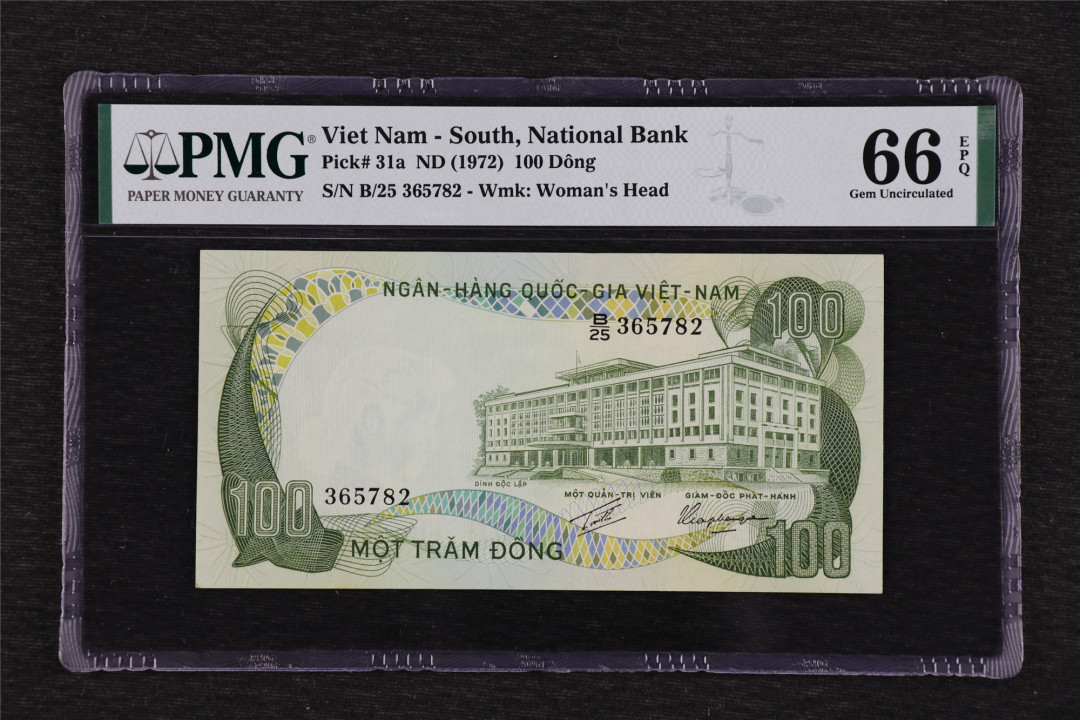 PMG®
PAPER MONEY GUARANTY
Viet Nam - South, National Bank
Pick# 31a ND (1972) 100 Dông
S/N B/25 365782 - Wmk: Woman's Head
66
EPQ
Gem Uncirculated
NGÂN-HÀNG QUỐC-GIA VIỆT-NAM
100
B/25 365782
ĐINH ĐỘC LẬP
MỘT QUẢN-TRỊ VIÊN
GIÁM-ĐỐC PHÁT-HÀNH
100
365782
MỘT TRĂM ĐỒNG
100